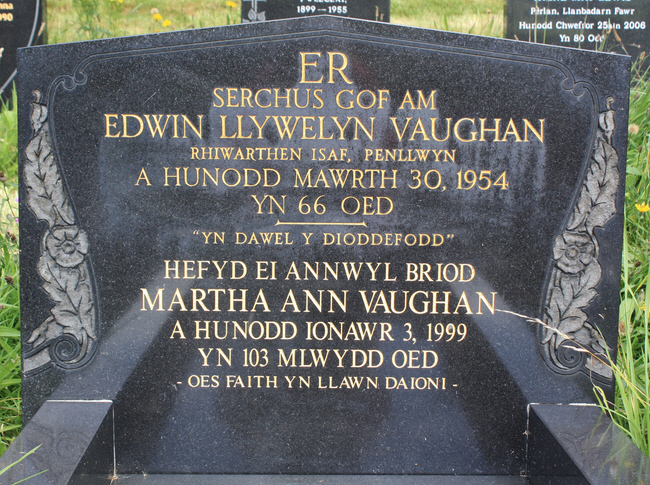 1899 – 1955
Pirian, Llanbadarn Fawr
Hunodd Chwefror 25ain 2006
Yn 80 Oed
ER
SERCHUS GOF AM
EDWIN LLYWELYN VAUGHAN
RHIWARTHEN ISAF, PENLLWYN
A HUNODD MAWRTH 30, 1954
YN 66 OED
"YN DAWEL Y DIODDEFODD"
HEFYD EI ANNWYL BRIOD
MARTHA ANN VAUGHAN
A HUNODD IONAWR 3, 1999
YN 103 MLWYDD OED
- OES FAITH YN LLAWN DAIONI -